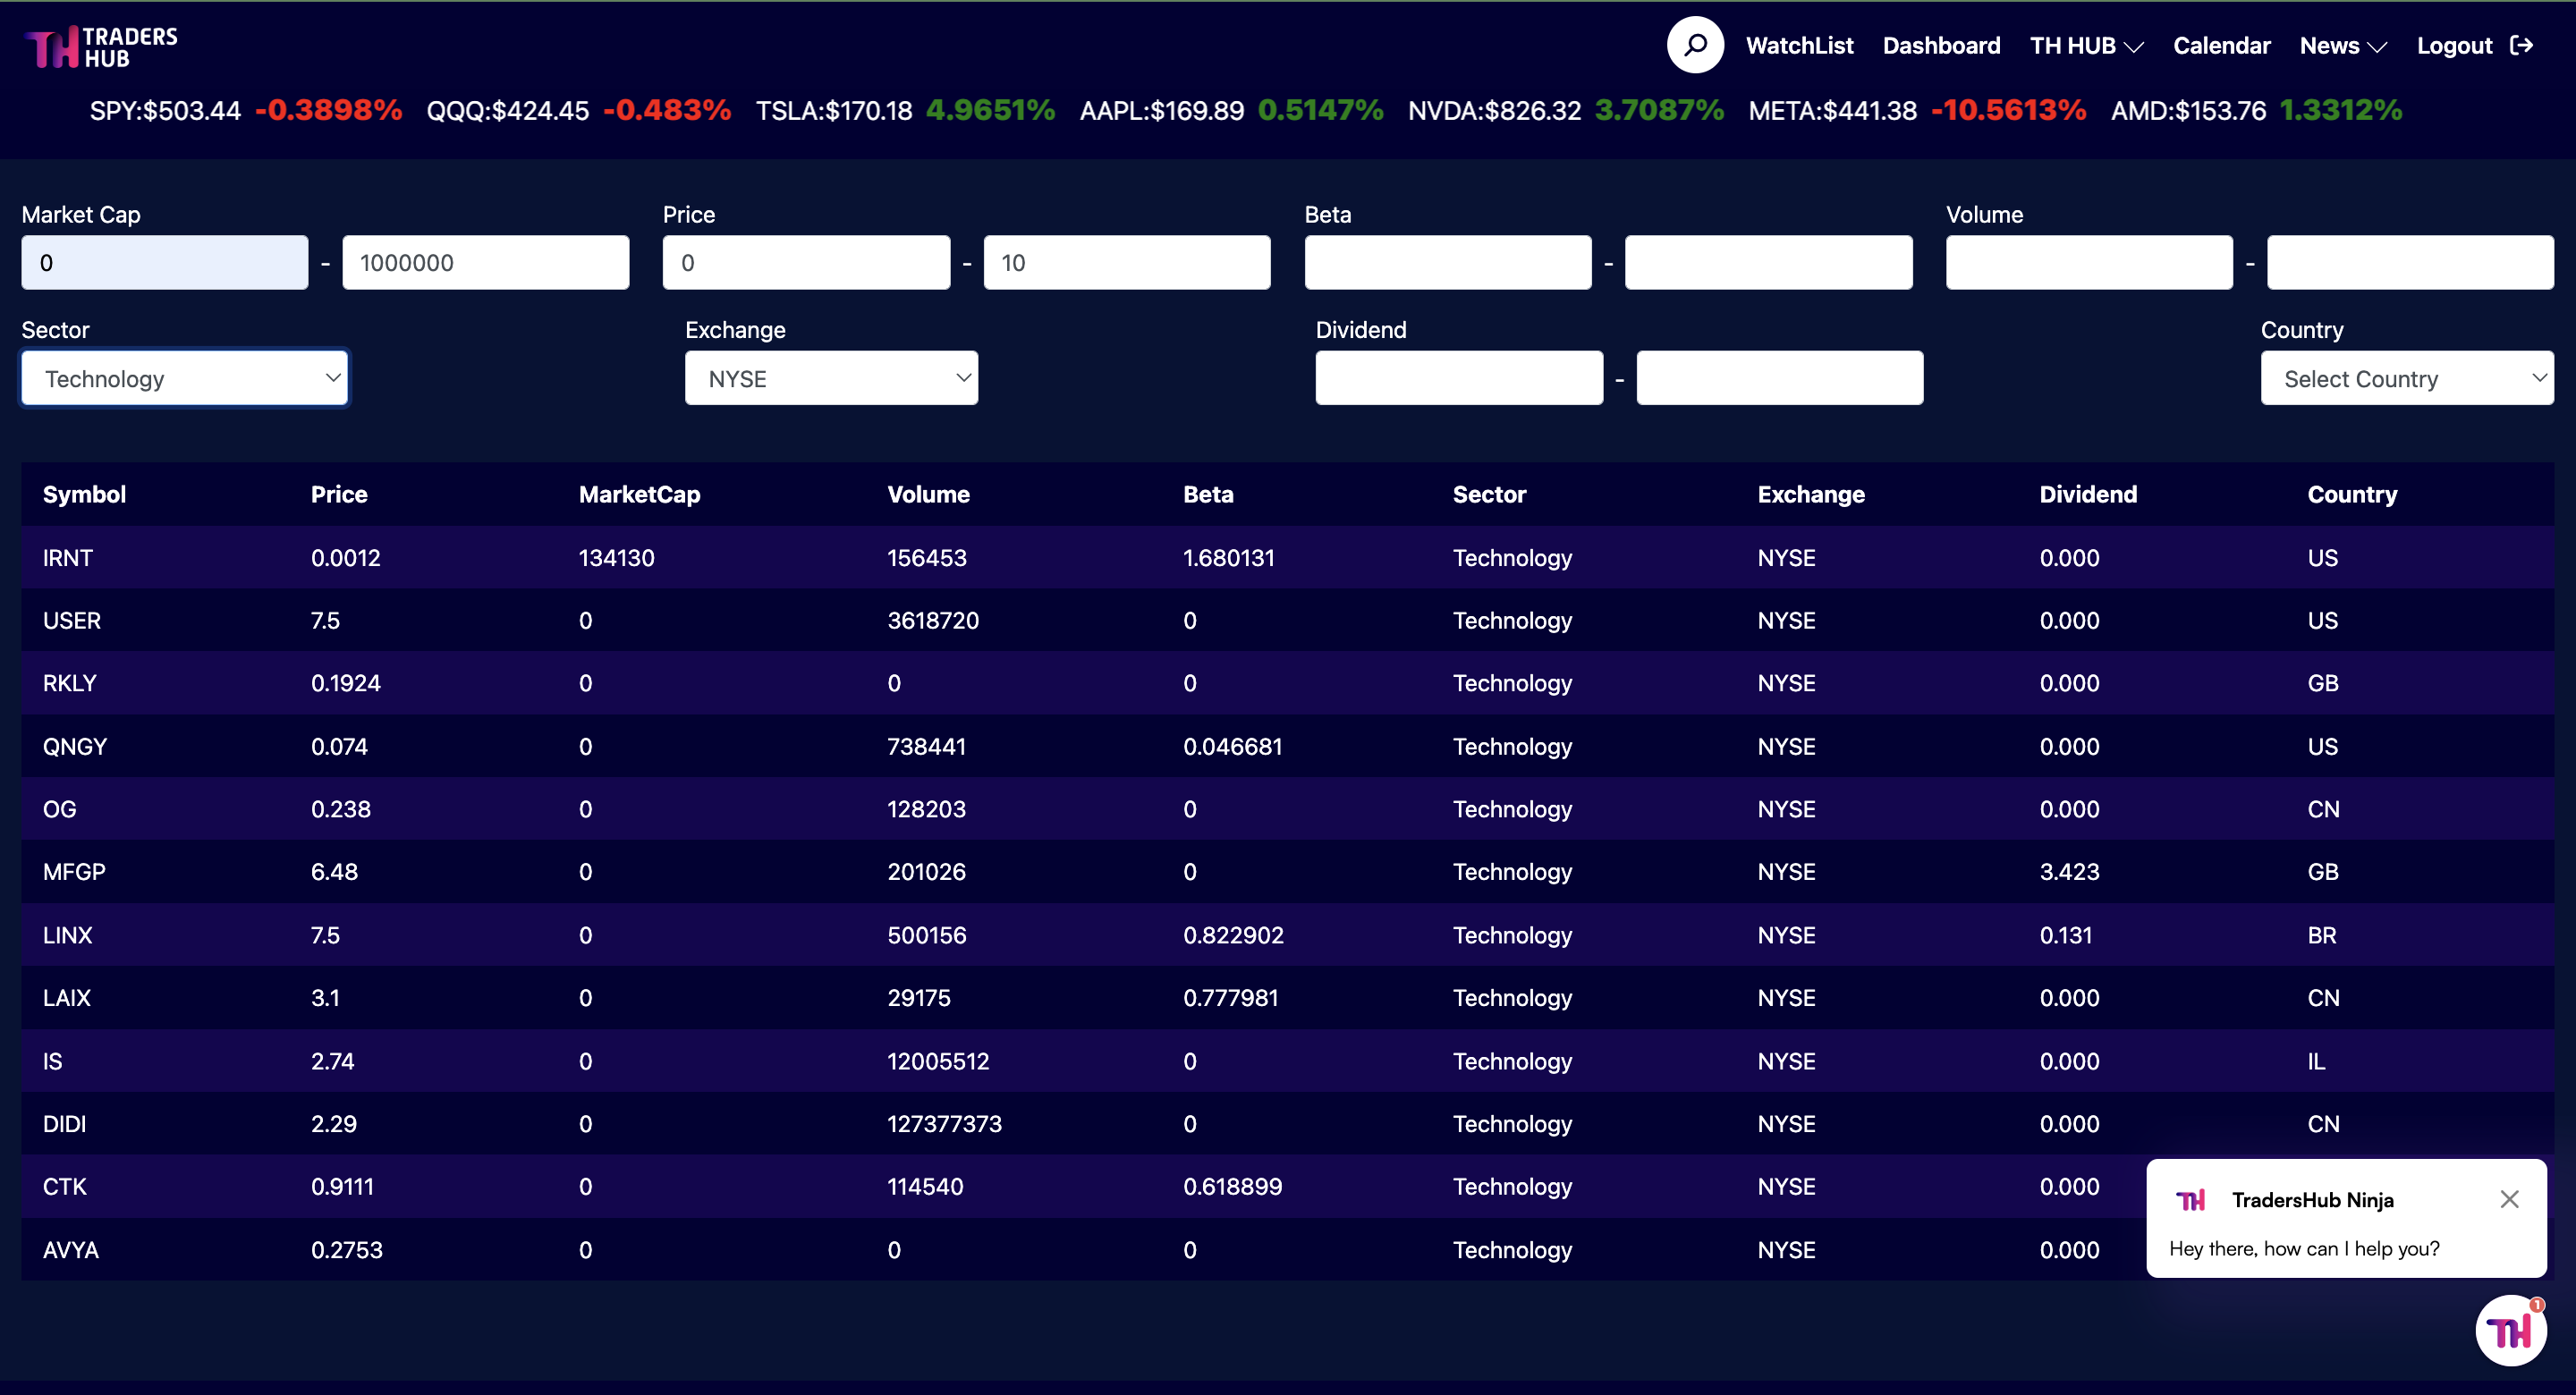 TH TRADERS HUB WatchList Dashboard TH HUB Calendar News Logout
SPY:$503.44 -0.3898% QQQ:$424.45 -0.483% TSLA:$170.18 4.9651% AAPL:$169.89 0.5147% NVDA:$826.32 3.7087% META:$441.38 -10.5613% AMD:$153.76 1.3312%
Market Cap Price Beta Volume
0 - 1000000 0 - 10 - -
Sector Exchange Dividend Country
Technology NYSE - Select Country
Symbol Price MarketCap Volume Beta Sector Exchange Dividend Country
IRNT 0.0012 134130 156453 1.680131 Technology NYSE 0.000 US
USER 7.5 0 3618720 0 Technology NYSE 0.000 US
RKLY 0.1924 0 0 0 Technology NYSE 0.000 GB
QNGY 0.074 0 738441 0.046681 Technology NYSE 0.000 US
OG 0.238 0 128203 0 Technology NYSE 0.000 CN
MFGP 6.48 0 201026 0 Technology NYSE 3.423 GB
LINX 7.5 0 500156 0.822902 Technology NYSE 0.131 BR
LAIX 3.1 0 29175 0.777981 Technology NYSE 0.000 CN
IS 2.74 0 12005512 0 Technology NYSE 0.000 IL
DIDI 2.29 0 127377373 0 Technology NYSE 0.000 CN
CTK 0.9111 0 114540 0.618899 Technology NYSE 0.000
AVYA 0.2753 0 0 0 Technology NYSE 0.000
TH TradersHub Ninja
Hey there, how can I help you?
TH 1